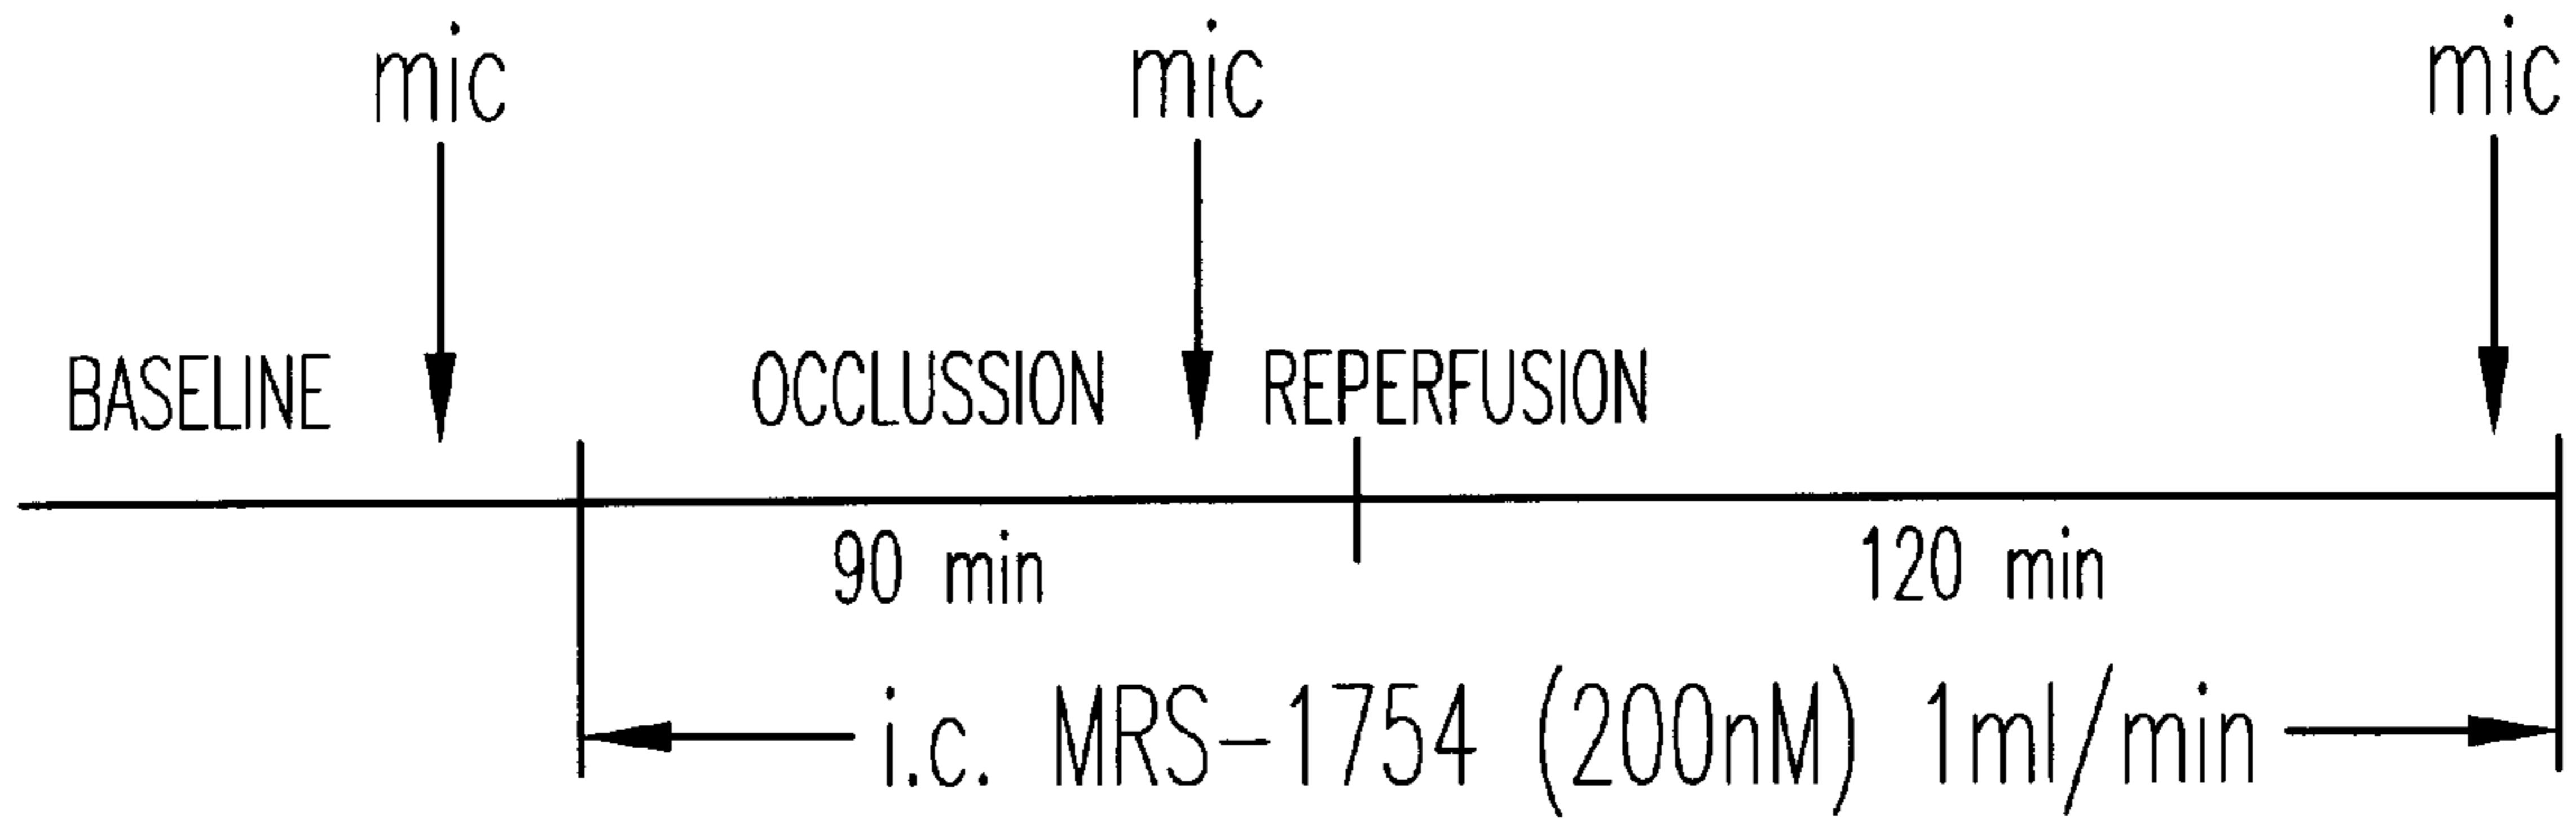 mic mic mic
BASELINE OCCLUSSION REPERFUSION
90 min 120 min
i.c. MRS-1754 (200nM) 1ml/min